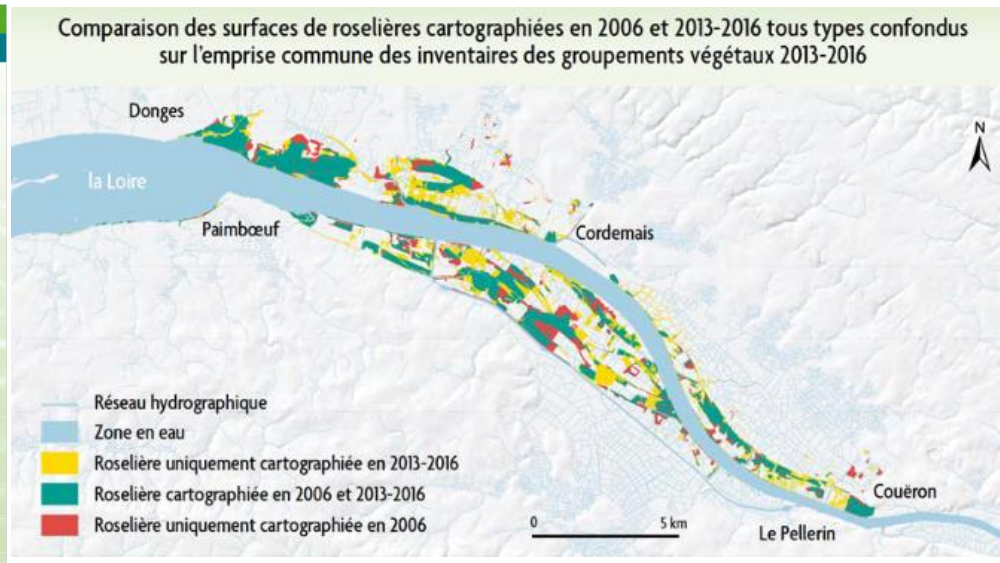 Comparaison des surfaces de roselières cartographiées en 2006 et 2013-2016 tous types confondus
sur l'emprise commune des inventaires des groupements végétaux 2013-2016
Donges
N
la Loire
Paimbœuf
Cordemais
Réseau hydrographique
Zone en eau
Roselière uniquement cartographiée en 2013-2016
Roselière cartographiée en 2006 et 2013-2016
Roselière uniquement cartographiée en 2006
0 5 km
Couëron
Le Pellerin